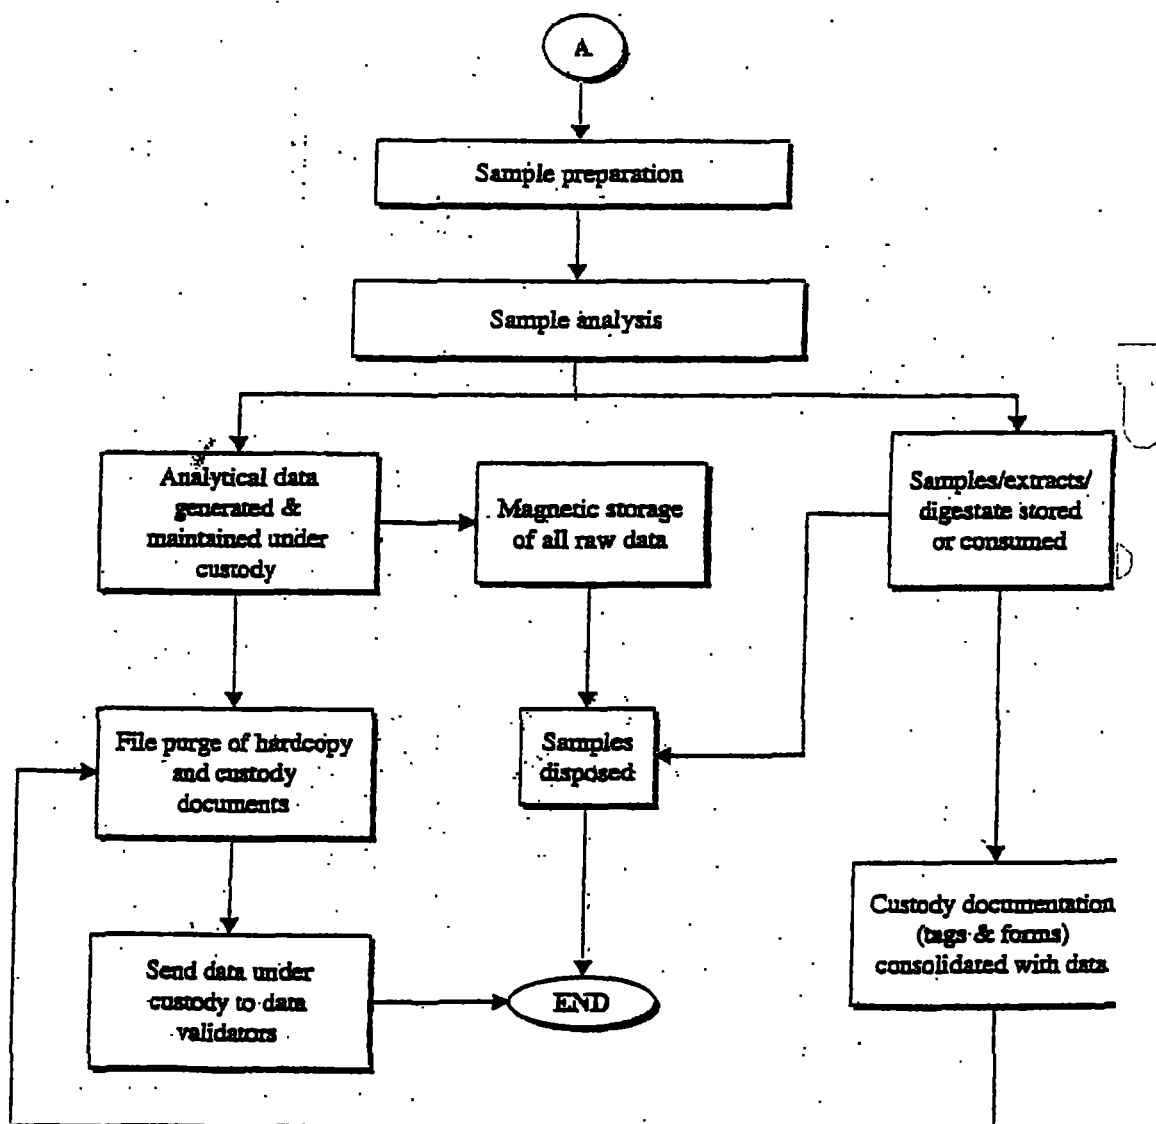 A
Sample preparation
Sample analysis
Analytical data
generated &
maintained under
custody
Magnetic storage
of all raw data
Samples/extracts/
digestate stored
or consumed
File purge of hardcopy
and custody
documents
Samples
disposed
Custody documentation
(tags & forms)
consolidated with data
Send data under
custody to data
validators
END